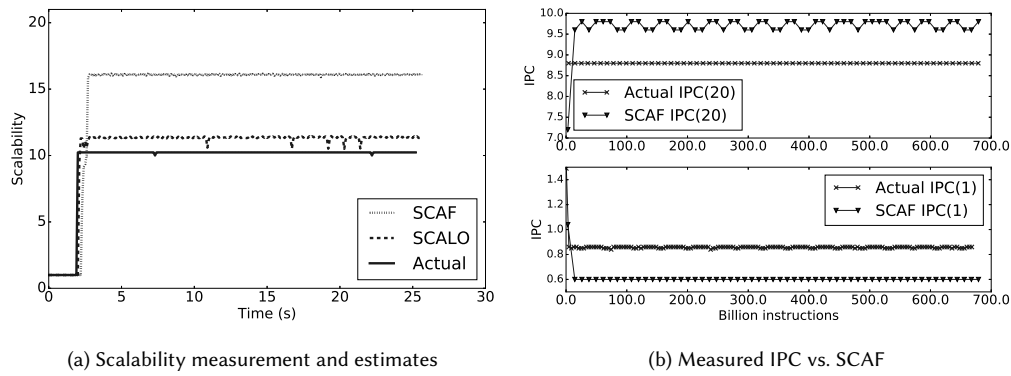 20
15
10
5
0
Scalability
0 5 10 15 20 25 30
Time (s)
SCAF
SCALO
Actual
(a) Scalability measurement and estimates
10.0
9.5
9.0
8.5
8.0
7.5
7.0
IPC
0.0 100.0 200.0 300.0 400.0 500.0 600.0 700.0
Actual IPC(20)
SCAF IPC(20)
1.4
1.2
1.0
0.8
0.6
IPC
0.0 100.0 200.0 300.0 400.0 500.0 600.0 700.0
Billion instructions
Actual IPC(1)
SCAF IPC(1)
(b) Measured IPC vs. SCAF